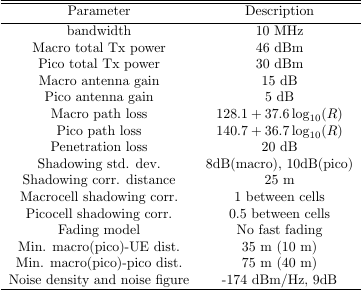 Parameter Description
bandwidth 10 MHz
Macro total Tx power 46 dBm
Pico total Tx power 30 dBm
Macro antenna gain 15 dB
Pico antenna gain 5 dB
Macro path loss 128.1 + 37.6 log₁₀(R)
Pico path loss 140.7 + 36.7 log₁₀(R)
Penetration loss 20 dB
Shadowing std. dev. 8dB(macro), 10dB(pico)
Shadowing corr. distance 25 m
Macrocell shadowing corr. 1 between cells
Picocell shadowing corr. 0.5 between cells
Fading model No fast fading
Min. macro(pico)-UE dist. 35 m (10 m)
Min. macro(pico)-pico dist. 75 m (40 m)
Noise density and noise figure -174 dBm/Hz, 9dB